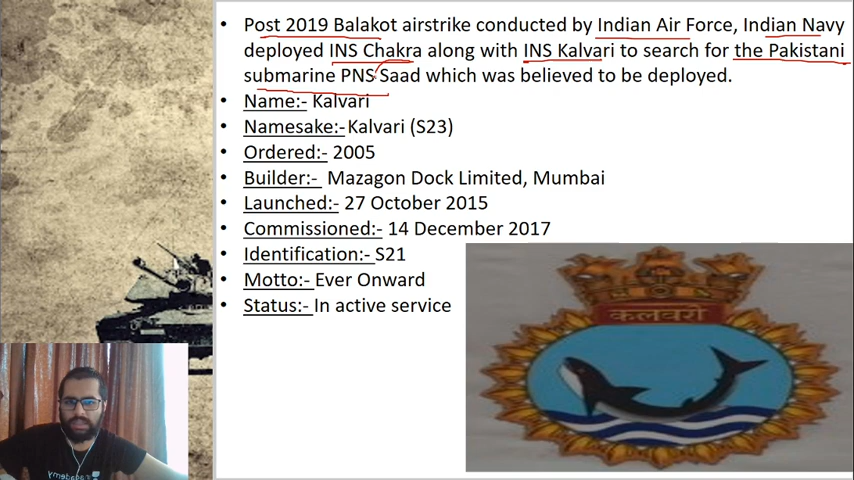 Post 2019 Balakot airstrike conducted by Indian Air Force, Indian Navy
deployed INS Chakra along with INS Kalvari to search for the Pakistani
submarine PNS Saad which was believed to be deployed.
Name:- Kalvari
Namesake:- Kalvari (S23)
Ordered:- 2005
Builder:- Mazagon Dock Limited, Mumbai
Launched:- 27 October 2015
Commissioned:- 14 December 2017
Identification:- S21
Motto:- Ever Onward
Status:- In active service
कलवरी